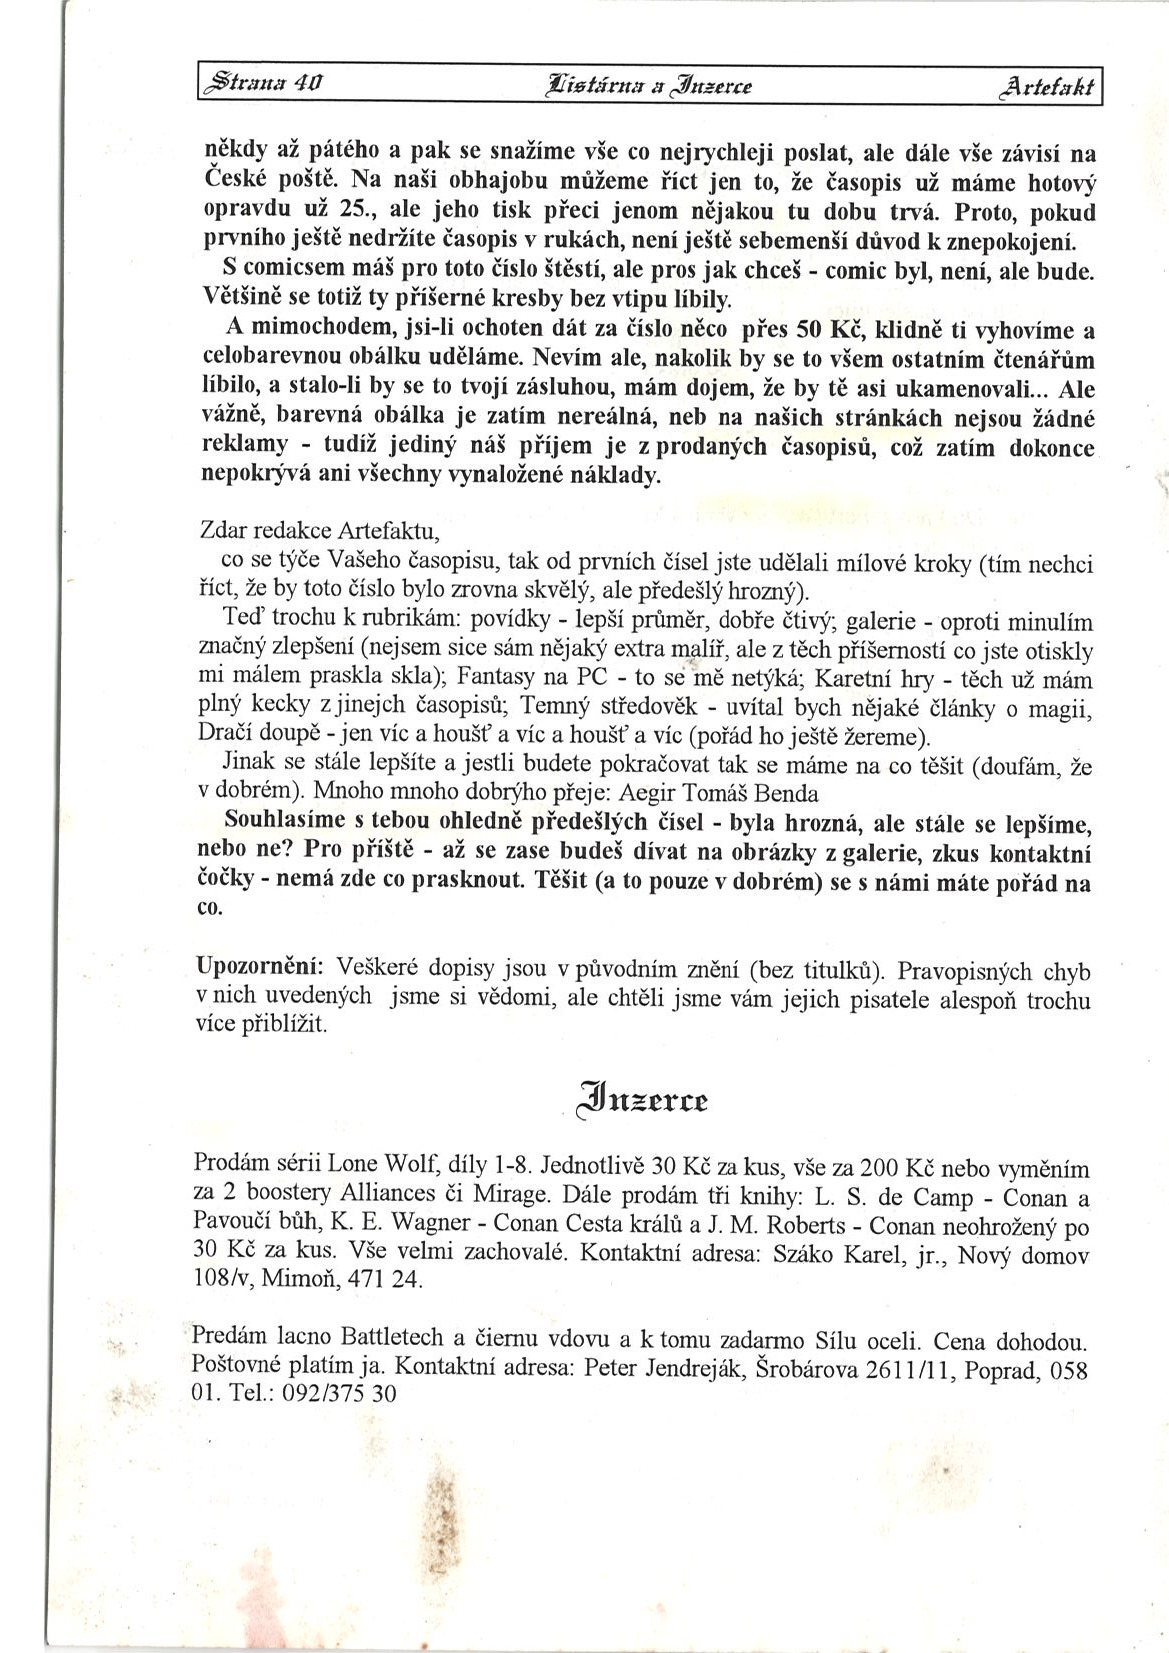 Strana 40 Listárna a Inzerce Artefakt
někdy až pátého a pak se snažíme vše co nejrychleji poslat, ale dále vše závisí na
České poště. Na naši obhajobu můžeme říct jen to, že časopis už máme hotový
opravdu už 25., ale jeho tisk přeci jenom nějakou tu dobu trvá. Proto, pokud
prvního ještě nedržíte časopis v rukách, není ještě sebemenší důvod k znepokojení.
S comicsem máš pro toto číslo štěstí, ale pros jak chceš - comic byl, není, ale bude.
Většině se totiž ty příšerné kresby bez vtipu líbily.
A mimochodem, jsi-li ochoten dát za číslo něco přes 50 Kč, klidně ti vyhovíme a
celobarevnou obálku uděláme. Nevím ale, nakolik by se to všem ostatním čtenářům
líbilo, a stalo-li by se to tvojí zásluhou, mám dojem, že by tě asi ukamenovali... Ale
vážně, barevná obálka je zatím nereálná, neb na našich stránkách nejsou žádné
reklamy - tudíž jediný náš příjem je z prodaných časopisů, což zatím dokonce
nepokrývá ani všechny vynaložené náklady.
Zdar redakce Artefaktu,
co se týče Vašeho časopisu, tak od prvních čísel jste udělali mílové kroky (tím nechci
říct, že by toto číslo bylo zrovna skvělý, ale předešlý hrozný).
Teď trochu k rubrikám: povídky - lepší průměr, dobře čtivý; galerie - oproti minulím
značný zlepšení (nejsem sice sám nějaký extra malíř, ale z těch příšerností co jste otiskly
mi málem praskla skla); Fantasy na PC - to se mě netýká; Karetní hry - těch už mám
plný kecky z jinejch časopisů; Temný středověk - uvítal bych nějaké články o magii,
Dračí doupě - jen víc a houšť a víc a houšť a víc (pořád ho ještě žereme).
Jinak se stále lepšíte a jestli budete pokračovat tak se máme na co těšit (doufám, že
v dobrém). Mnoho mnoho dobrýho přeje: Aegir Tomáš Benda
Souhlasíme s tebou ohledně předešlých čísel - byla hrozná, ale stále se lepšíme,
nebo ne? Pro příště - až se zase budeš dívat na obrázky z galerie, zkus kontaktní
čočky - nemá zde co prasknout. Těšit (a to pouze v dobrém) se s námi máte pořád na
co.
Upozornění: Veškeré dopisy jsou v původním znění (bez titulků). Pravopisných chyb
v nich uvedených jsme si vědomi, ale chtěli jsme vám jejich pisatele alespoň trochu
více přiblížit.
Inzerce
Prodám sérii Lone Wolf, díly 1-8. Jednotlivě 30 Kč za kus, vše za 200 Kč nebo vyměním
za 2 boostery Alliances či Mirage. Dále prodám tři knihy: L. S. de Camp - Conan a
Pavoučí bůh, K. E. Wagner - Conan Cesta králů a J. M. Roberts - Conan neohrožený po
30 Kč za kus. Vše velmi zachovalé. Kontaktní adresa: Száko Karel, jr., Nový domov
108/v, Mimoň, 471 24.
Predám lacno Battletech a čiernu vdovu a k tomu zadarmo Sílu oceli. Cena dohodou.
Poštovné platím ja. Kontaktní adresa: Peter Jendreják, Šrobárova 2611/11, Poprad, 058
01. Tel.: 092/375 30